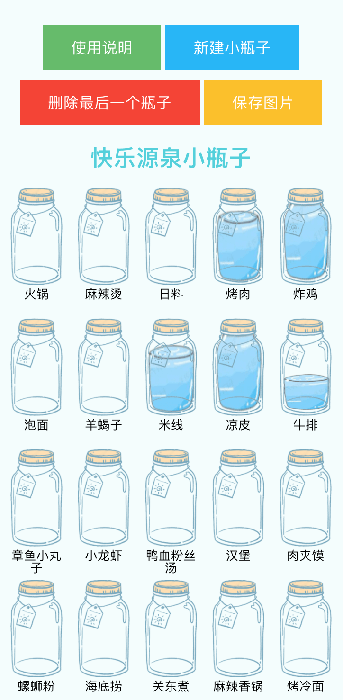 使用说明 新建小瓶子
删除最后一个瓶子 保存图片
快乐源泉小瓶子
火锅 麻辣烫 日料 烤肉 炸鸡
泡面 羊蝎子 米线 凉皮 牛排
章鱼小丸子 小龙虾 鸭血粉丝汤 汉堡 肉夹馍
螺蛳粉 海底捞 关东煮 麻辣香锅 烤冷面